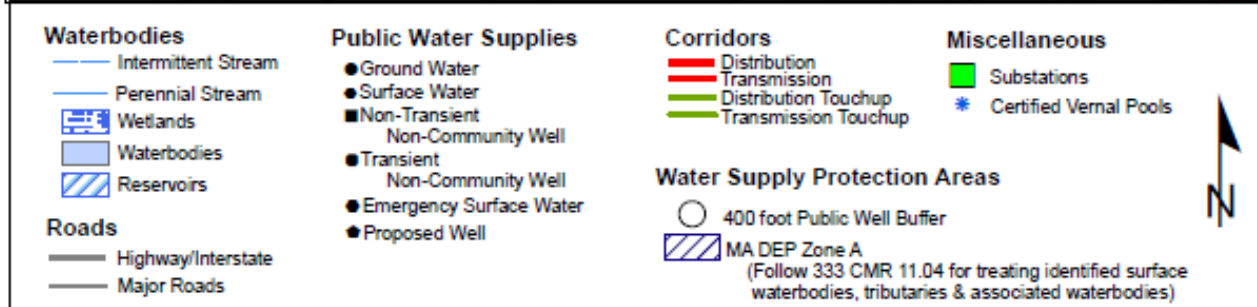 Waterbodies
Intermittent Stream
Perennial Stream
Wetlands
Waterbodies
Reservoirs
Roads
Highway/Interstate
Major Roads
Public Water Supplies
Ground Water
Surface Water
Non-Transient
Non-Community Well
Transient
Non-Community Well
Emergency Surface Water
Proposed Well
Corridors
Distribution
Transmission
Distribution Touchup
Transmission Touchup
Miscellaneous
Substations
Certified Vernal Pools
Water Supply Protection Areas
400 foot Public Well Buffer
MA DEP Zone A
(Follow 333 CMR 11.04 for treating identified surface
waterbodies, tributaries & associated waterbodies)
N